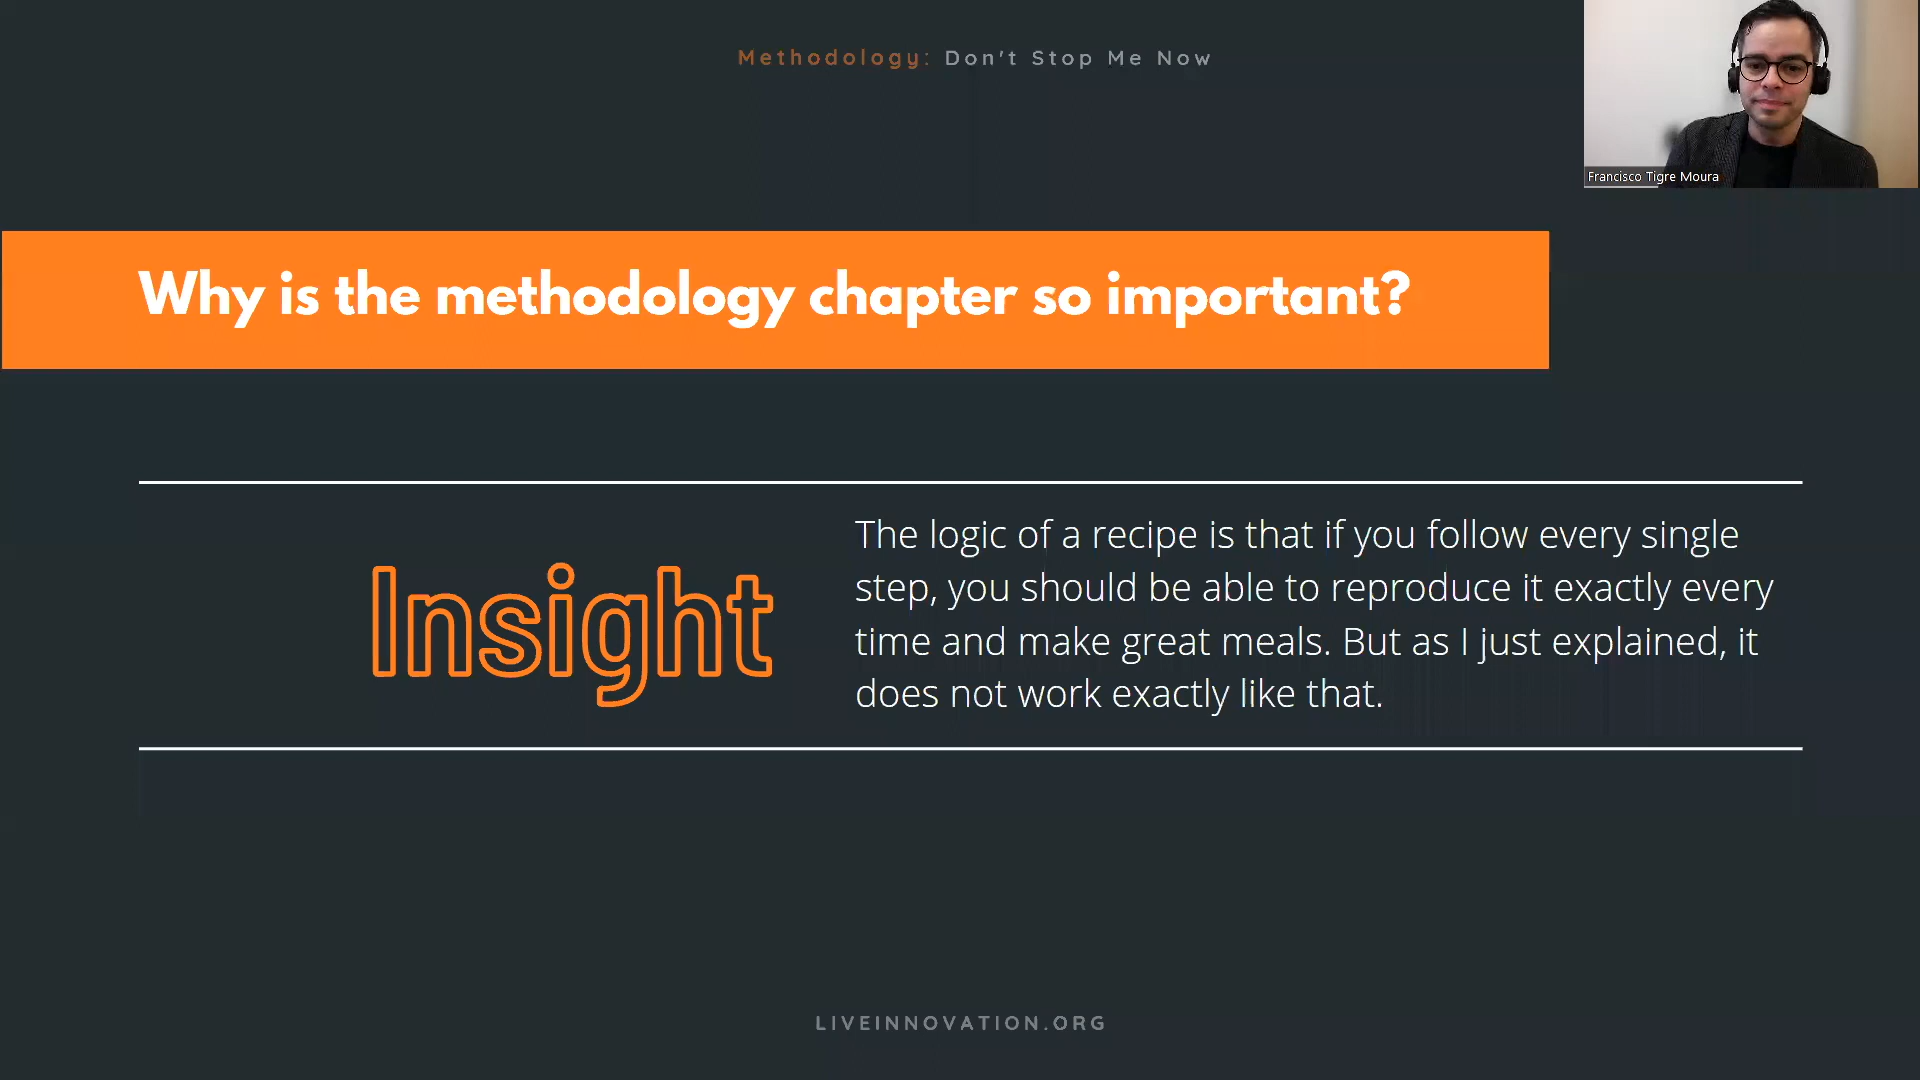 Methodology: Don't Stop Me Now
Francisco Tigre Moura
Why is the methodology chapter so important?
Insight
The logic of a recipe is that if you follow every single
step, you should be able to reproduce it exactly every
time and make great meals. But as I just explained, it
does not work exactly like that.
LIVEINNOVATION.ORG